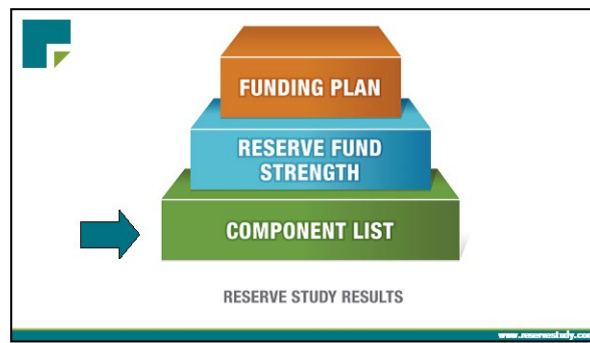 FUNDING PLAN
RESERVE FUND
STRENGTH
COMPONENT LIST
RESERVE STUDY RESULTS
www.reservestudy.com